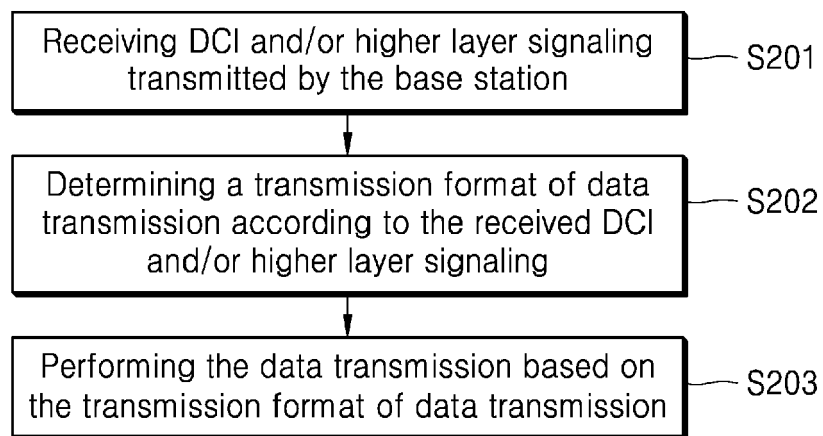 Receiving DCI and/or higher layer signaling
transmitted by the base station
S201
Determining a transmission format of data
transmission according to the received DCI
and/or higher layer signaling
S202
Performing the data transmission based on
the transmission format of data transmission
S203